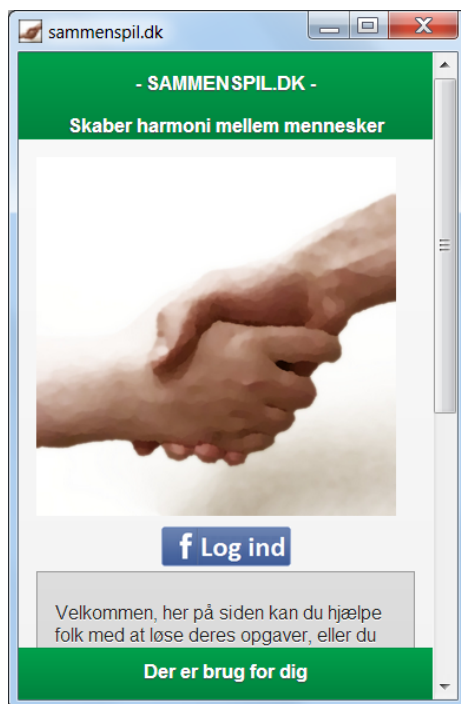 sammenspil.dk
- SAMMENSPIL.DK -
Skaber harmoni mellem mennesker
f Log ind
Velkommen, her på siden kan du hjælpe
folk med at løse deres opgaver, eller du
Der er brug for dig